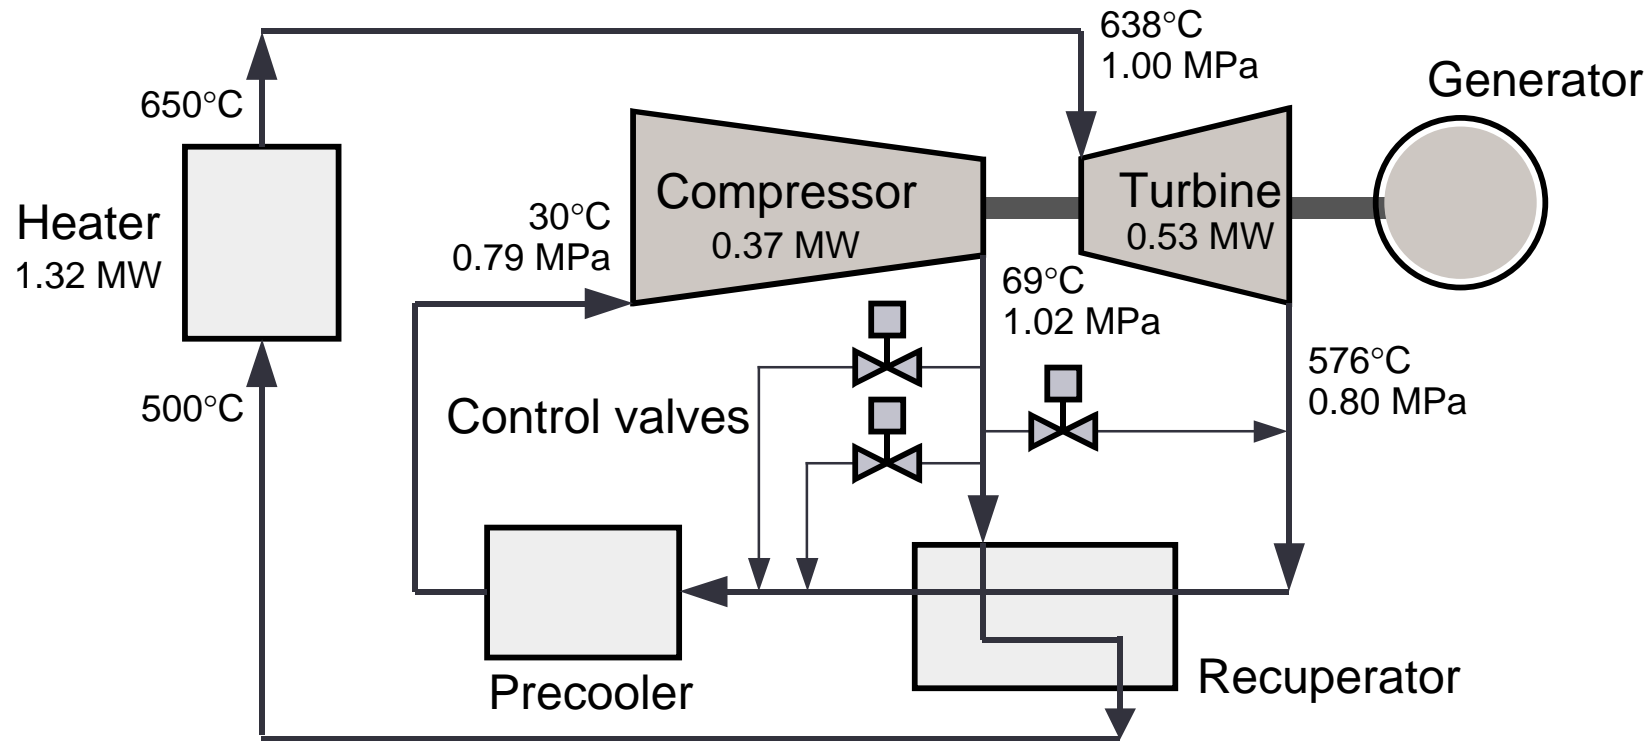 638°C
1.00 MPa
Generator
650°C
Compressor
0.37 MW
Turbine
0.53 MW
Heater
1.32 MW
30°C
0.79 MPa
69°C
1.02 MPa
576°C
0.80 MPa
500°C
Control valves
Precooler
Recuperator